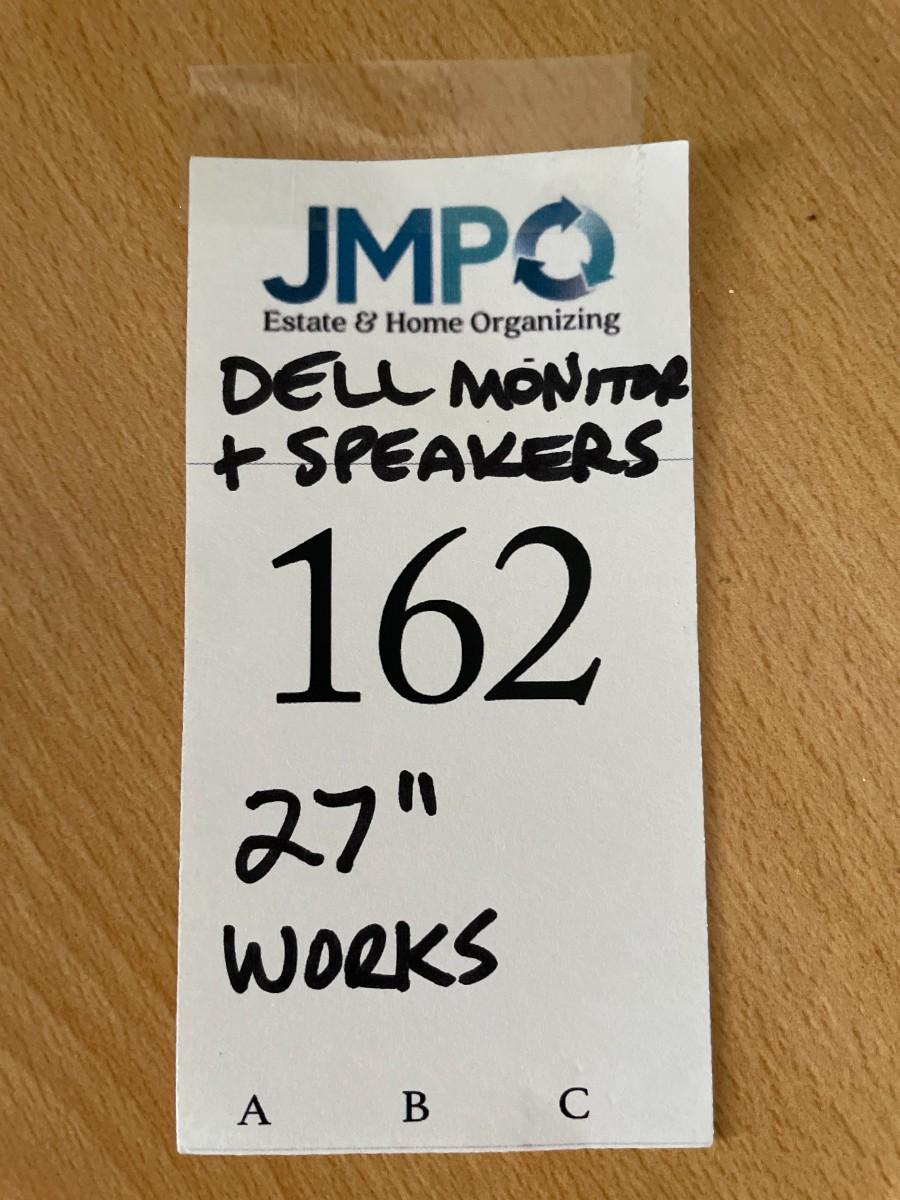 JMPO
Estate & Home Organizing
DELL MONITOR
+ SPEAKERS
162
27"
WORKS
A B C